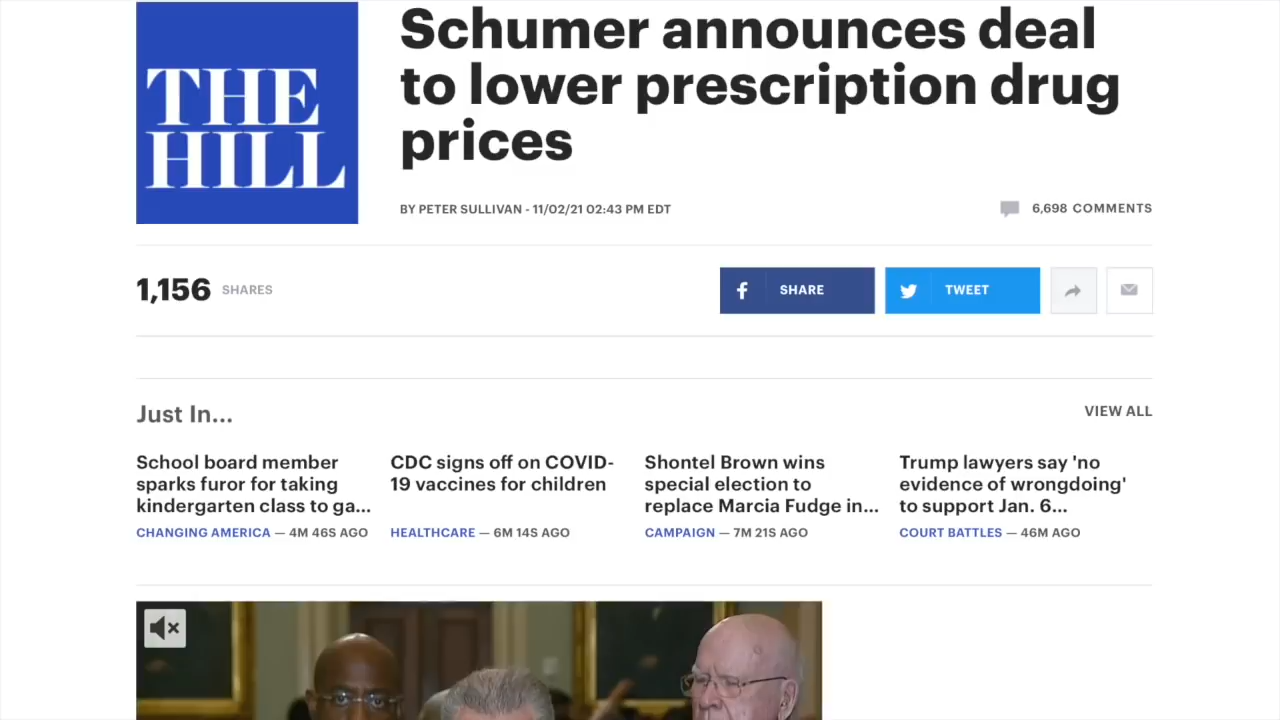 THE
HILL
Schumer announces deal
to lower prescription drug
prices
BY PETER SULLIVAN - 11/02/21 02:43 PM EDT
6,698 COMMENTS
1,156 SHARES
SHARE
TWEET
Just In...
VIEW ALL
School board member
sparks furor for taking
kindergarten class to ga...
CHANGING AMERICA — 4M 46S AGO
CDC signs off on COVID-
19 vaccines for children
HEALTHCARE — 6M 14S AGO
Shontel Brown wins
special election to
replace Marcia Fudge in...
CAMPAIGN — 7M 21S AGO
Trump lawyers say 'no
evidence of wrongdoing'
to support Jan. 6...
COURT BATTLES — 46M AGO